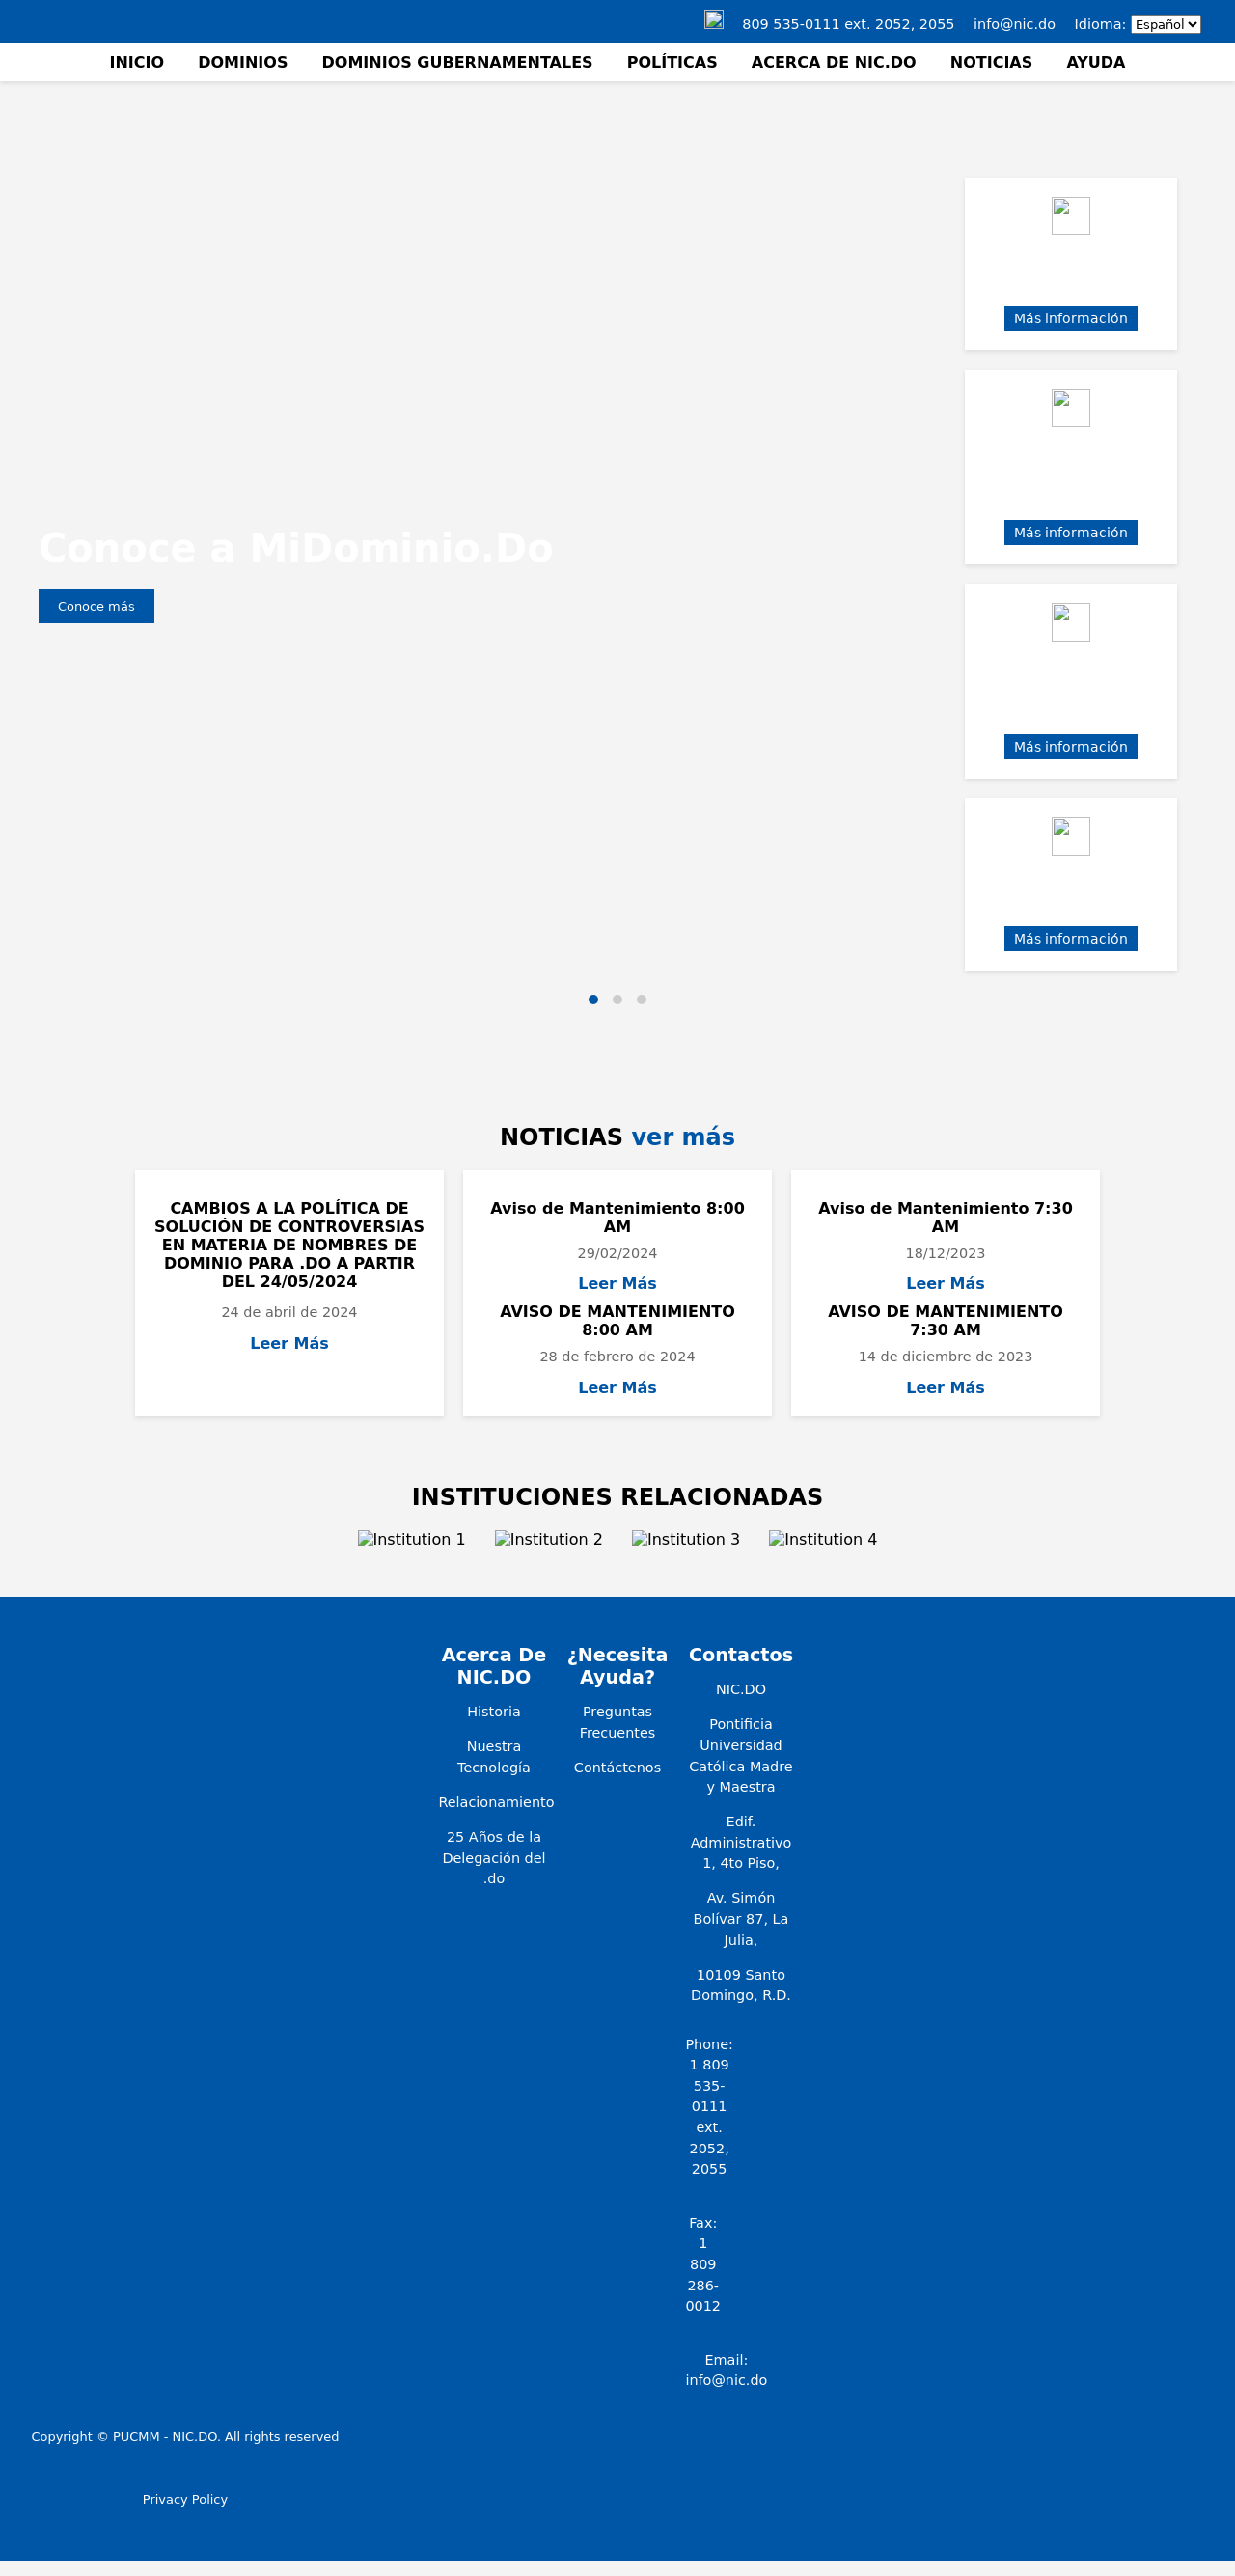 809 535-0111 ext. 2052, 2055 info@nic.do Idioma: Español
INICIO DOMINIOS DOMINIOS GUBERNAMENTALES POLÍTICAS ACERCA DE NIC.DO NOTICIAS AYUDA
Más información
Más información
Conoce a MiDominio.Do
Conoce más
Más información
Más información
NOTICIAS ver más
CAMBIOS A LA POLÍTICA DE
SOLUCIÓN DE CONTROVERSIAS
EN MATERIA DE NOMBRES DE
DOMINIO PARA .DO A PARTIR
DEL 24/05/2024
24 de abril de 2024
Leer Más
Aviso de Mantenimiento 8:00
AM
29/02/2024
Leer Más
AVISO DE MANTENIMIENTO
8:00 AM
28 de febrero de 2024
Leer Más
Aviso de Mantenimiento 7:30
AM
18/12/2023
Leer Más
AVISO DE MANTENIMIENTO
7:30 AM
14 de diciembre de 2023
Leer Más
INSTITUCIONES RELACIONADAS
Institution 1 Institution 2 Institution 3 Institution 4
Acerca De
NIC.DO
Historia
Nuestra
Tecnología
Relacionamiento
25 Años de la
Delegación del
.do
¿Necesita
Ayuda?
Preguntas
Frecuentes
Contáctenos
Contactos
NIC.DO
Pontificia
Universidad
Católica Madre
y Maestra
Edif.
Administrativo
1, 4to Piso,
Av. Simón
Bolívar 87, La
Julia,
10109 Santo
Domingo, R.D.
Phone:
1 809
535-
0111
ext.
2052,
2055
Fax:
1
809
286-
0012
Email:
info@nic.do
Copyright © PUCMM - NIC.DO. All rights reserved
Privacy Policy